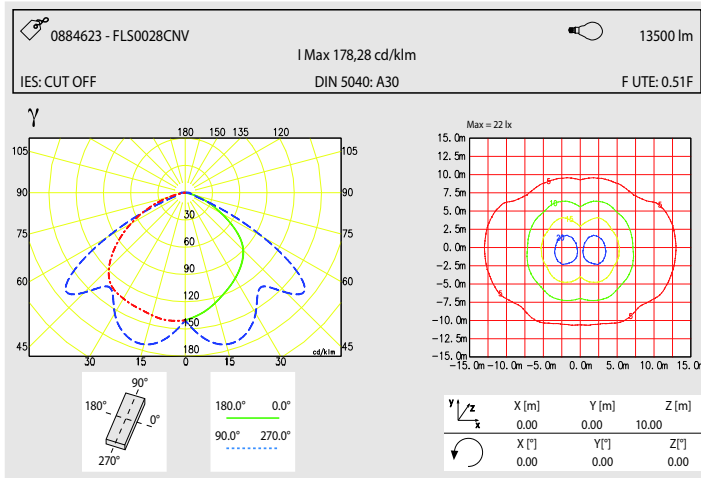 0884623 - FLS0028CNV
13500 lm
I Max 178,28 cd/klm
IES: CUT OFF
DIN 5040: A30
F UTE: 0.51F
γ
180 150 135 120
105 105
90 90
75 75
60 60
45 45
30
60
90
120
150
180
cd/klm
30 15 0 15 30
Max = 22 lx
15.0m
12.5m
10.0m
7.5m
5.0m
2.5m
0.0m
-2.5m
-5.0m
-7.5m
-10.0m
-12.5m
-15.0m
-15.0m -10.0m -5.0m 0.0m 5.0m 10.0m 15.0m
5
5
5
5
10
15
20
90°
180°
0°
270°
180.0° 0.0°
90.0° 270.0°
y z x
X [m] Y [m] Z [m]
0.00 0.00 10.00
X [°] Y[°] Z[°]
0.00 0.00 0.00